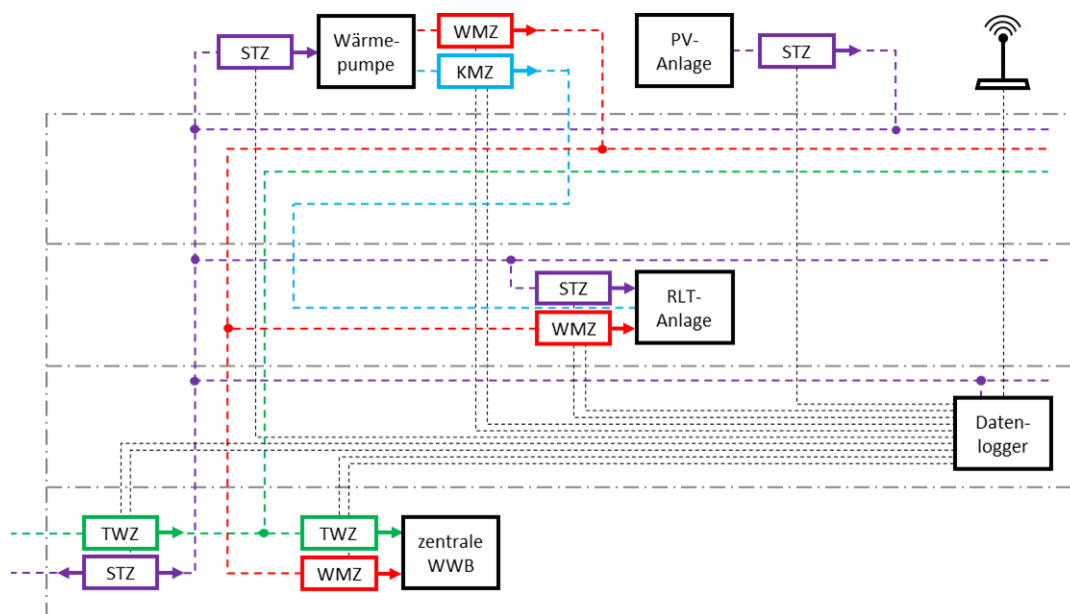 STZ
Wärme-
pumpe
WMZ
KMZ
PV-
Anlage
STZ
STZ
WMZ
RLT-
Anlage
Daten-
logger
TWZ
STZ
TWZ
WMZ
zentrale
WWB